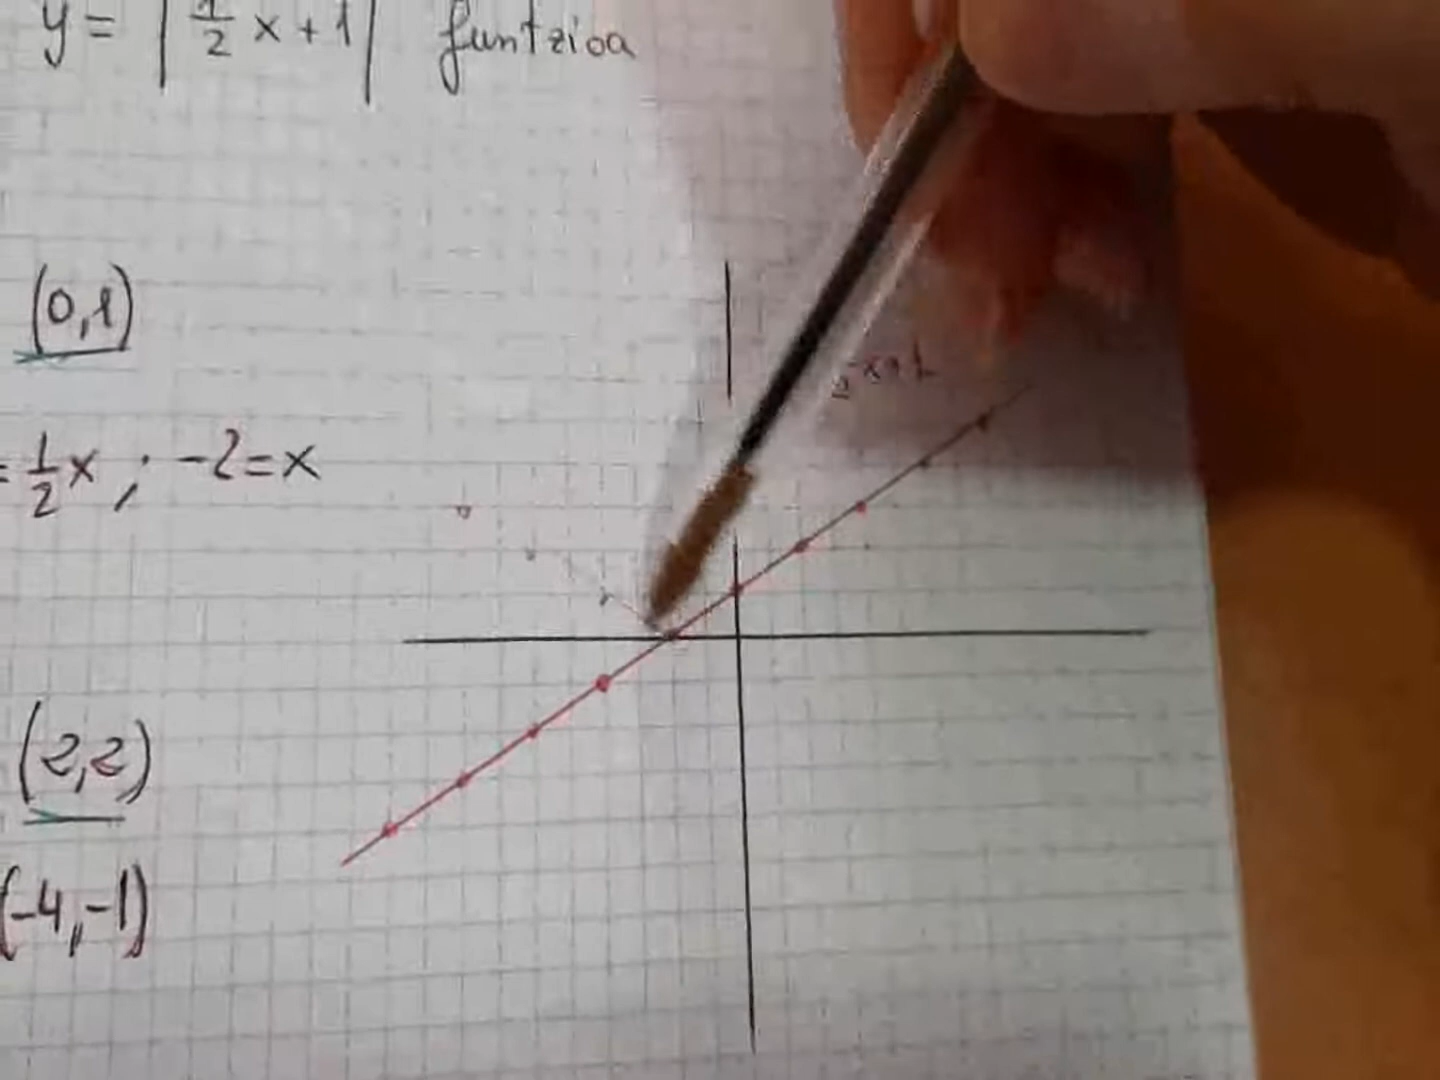 y = |1/2 x + 1| funtzioa
(0,1)
= 1/2 x ; -2 = x
(2,2)
(-4,-1)